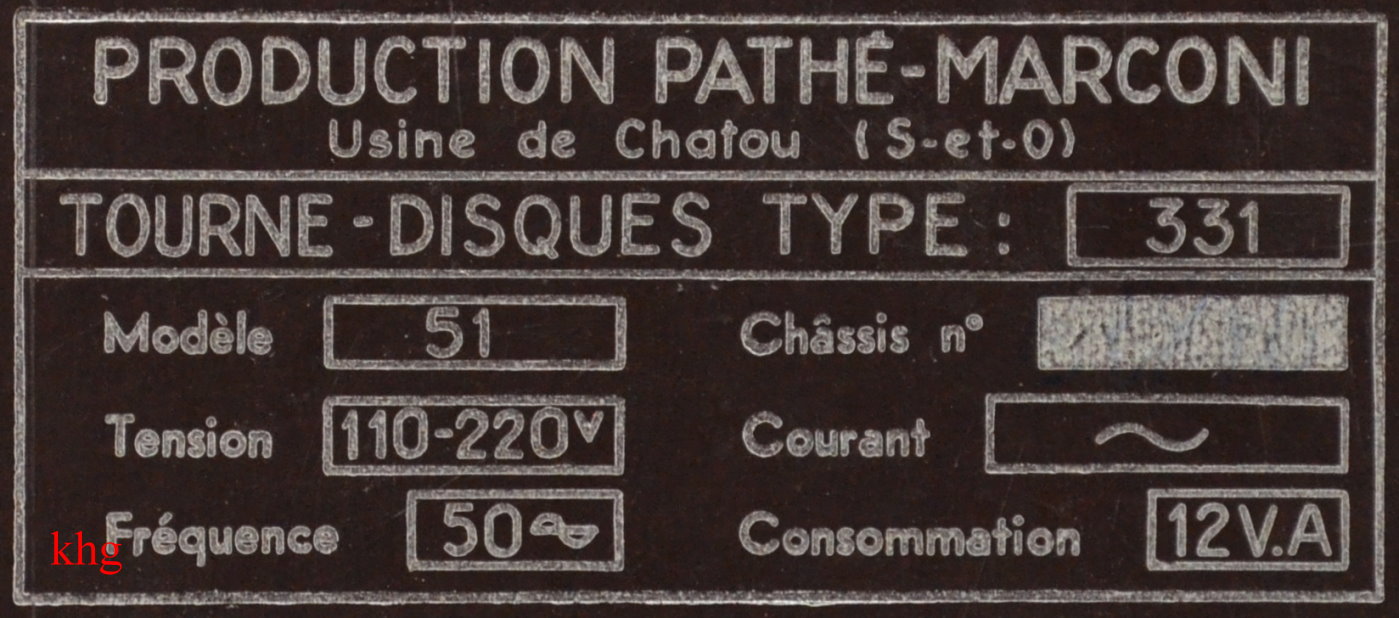 PRODUCTION PATHÉ-MARCONI
Usine de Chatou (S-et-O)
TOURNE-DISQUES TYPE: 331
Modèle 51 Châssis n°
Tension 110-220V Courant ~
Fréquence 50~ Consommation 12V.A
khg